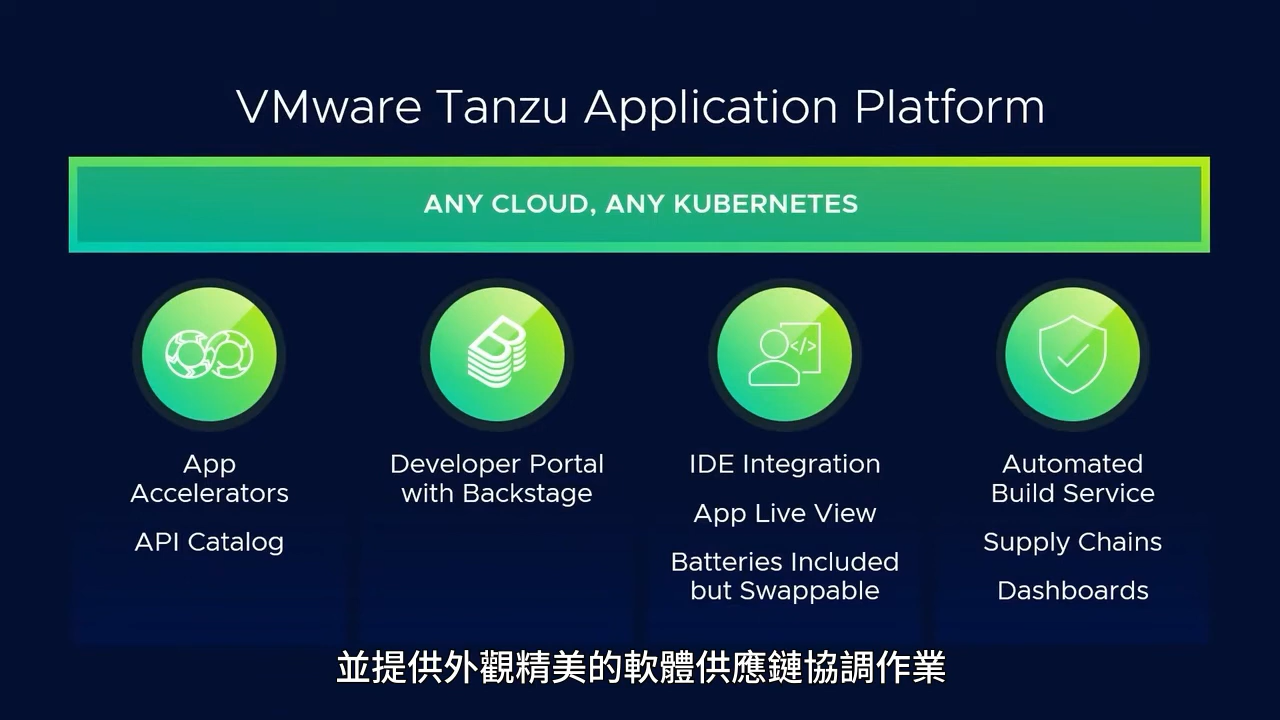 VMware Tanzu Application Platform
ANY CLOUD, ANY KUBERNETES
App
Accelerators
API Catalog
Developer Portal
with Backstage
IDE Integration
App Live View
Batteries Included
but Swappable
Automated
Build Service
Supply Chains
Dashboards
並提供外觀精美的軟體供應鏈協調作業